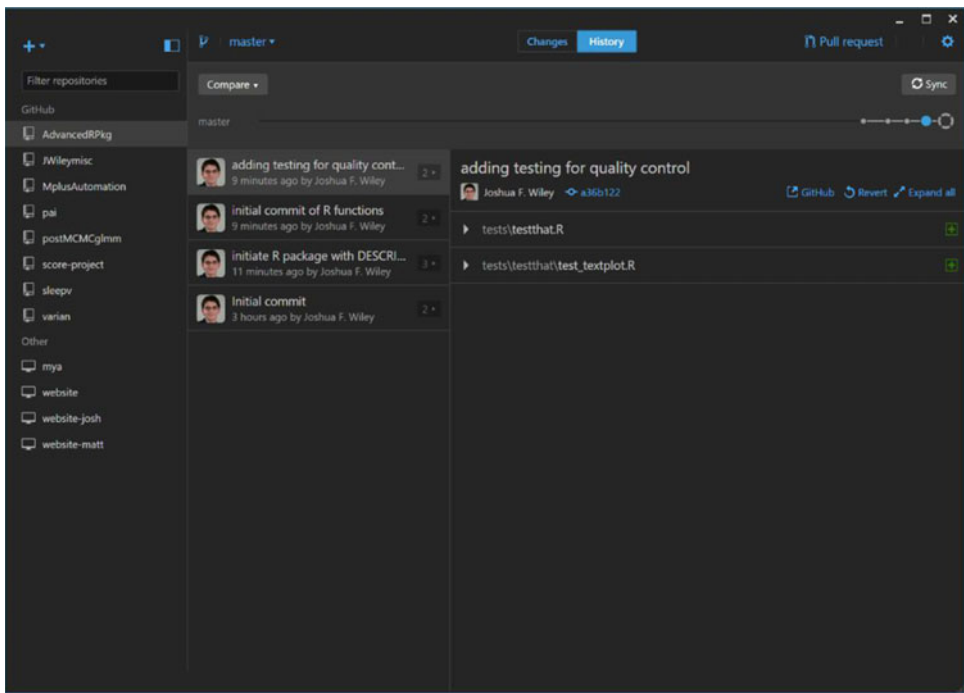 master
Changes
History
Pull request
Filter repositories
Compare
Sync
GitHub
master
AdvancedRPkg
JWileymisc
MplusAutomation
pai
postMCMCglmm
score-project
sleepv
varian
Other
mya
website
website-josh
website-matt
adding testing for quality cont...
9 minutes ago by Joshua F. Wiley
2
initial commit of R functions
9 minutes ago by Joshua F. Wiley
2
initiate R package with DESCRI...
11 minutes ago by Joshua F. Wiley
3
Initial commit
3 hours ago by Joshua F. Wiley
2
adding testing for quality control
Joshua F. Wiley a36b122
GitHub Revert Expand all
tests\testthat.R
tests\testthat\test_textplot.R